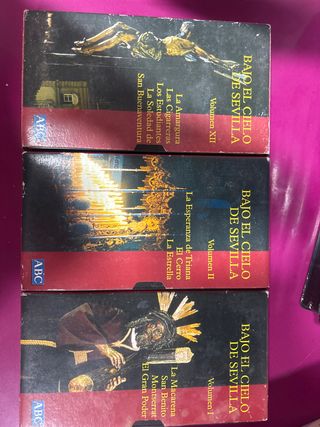 BAJO EL CIELO
DE SEVILLA
Volumen XII
La Amargura
Las Cigarreras
Los Estudiantes
La Soledad de
San Buenaventura
ABC
BAJO EL CIELO
DE SEVILLA
Volumen II
La Esperanza de Triana
El Cerro
La Estrella
ABC
BAJO EL CIELO
DE SEVILLA
Volumen I
La Macarena
San Benito
Montserrat
El Gran Poder
ABC